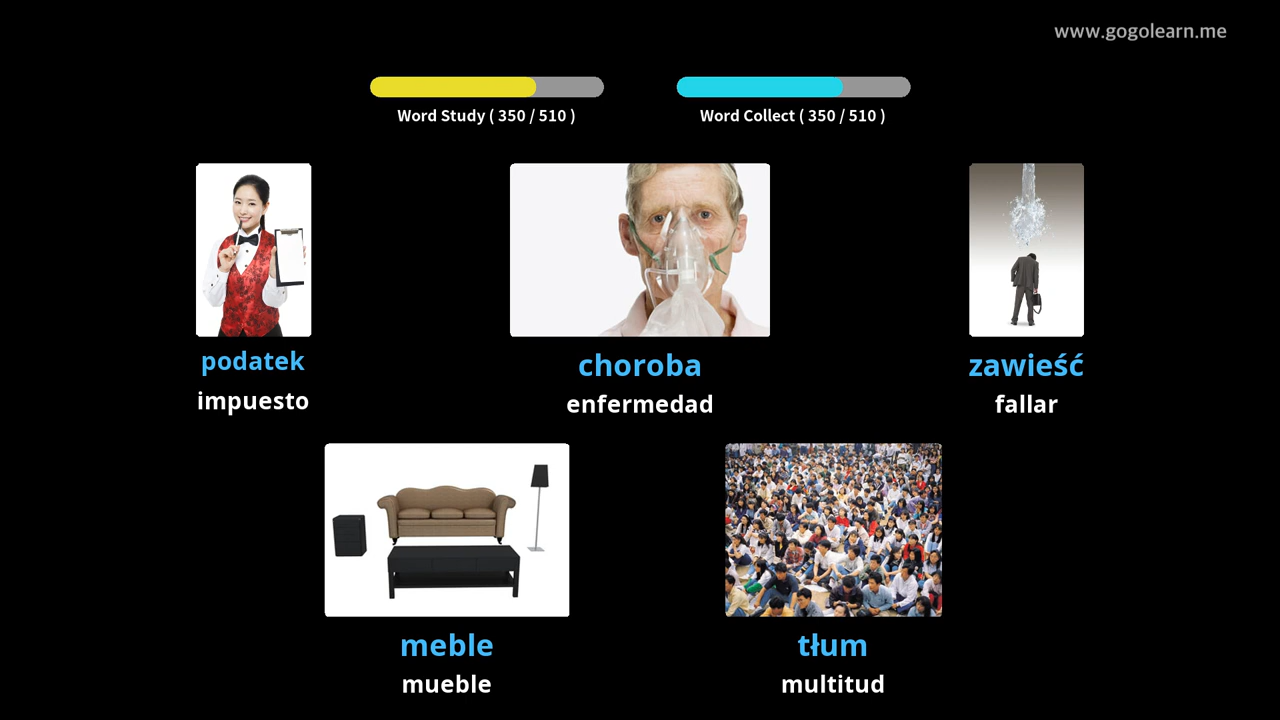 www.gogolearn.me
Word Study ( 350 / 510 )
Word Collect ( 350 / 510 )
podatek
impuesto
choroba
enfermedad
zawieść
fallar
meble
mueble
tłum
multitud